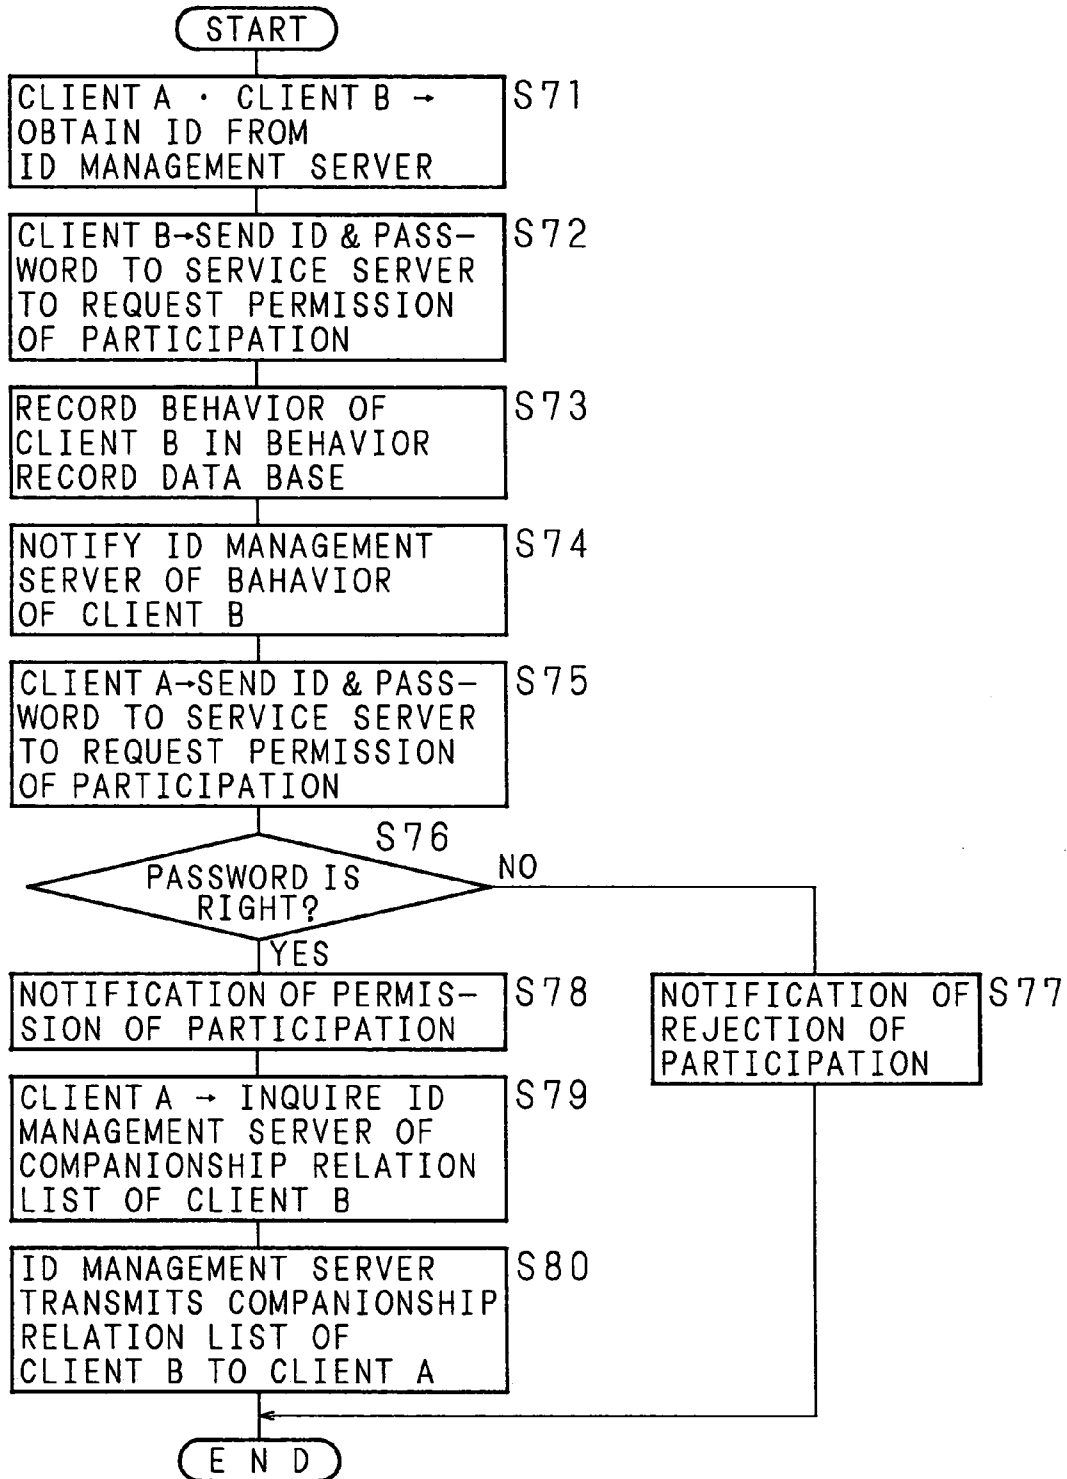 START
CLIENT A · CLIENT B →
OBTAIN ID FROM
ID MANAGEMENT SERVER
S71
CLIENT B→SEND ID & PASS-
WORD TO SERVICE SERVER
TO REQUEST PERMISSION
OF PARTICIPATION
S72
RECORD BEHAVIOR OF
CLIENT B IN BEHAVIOR
RECORD DATA BASE
S73
NOTIFY ID MANAGEMENT
SERVER OF BAHAVIOR
OF CLIENT B
S74
CLIENT A→SEND ID & PASS-
WORD TO SERVICE SERVER
TO REQUEST PERMISSION
OF PARTICIPATION
S75
S76
PASSWORD IS
RIGHT?
NO
YES
NOTIFICATION OF PERMIS-
SION OF PARTICIPATION
S78
NOTIFICATION OF
REJECTION OF
PARTICIPATION
S77
CLIENT A → INQUIRE ID
MANAGEMENT SERVER OF
COMPANIONSHIP RELATION
LIST OF CLIENT B
S79
ID MANAGEMENT SERVER
TRANSMITS COMPANIONSHIP
RELATION LIST OF
CLIENT B TO CLIENT A
S80
END